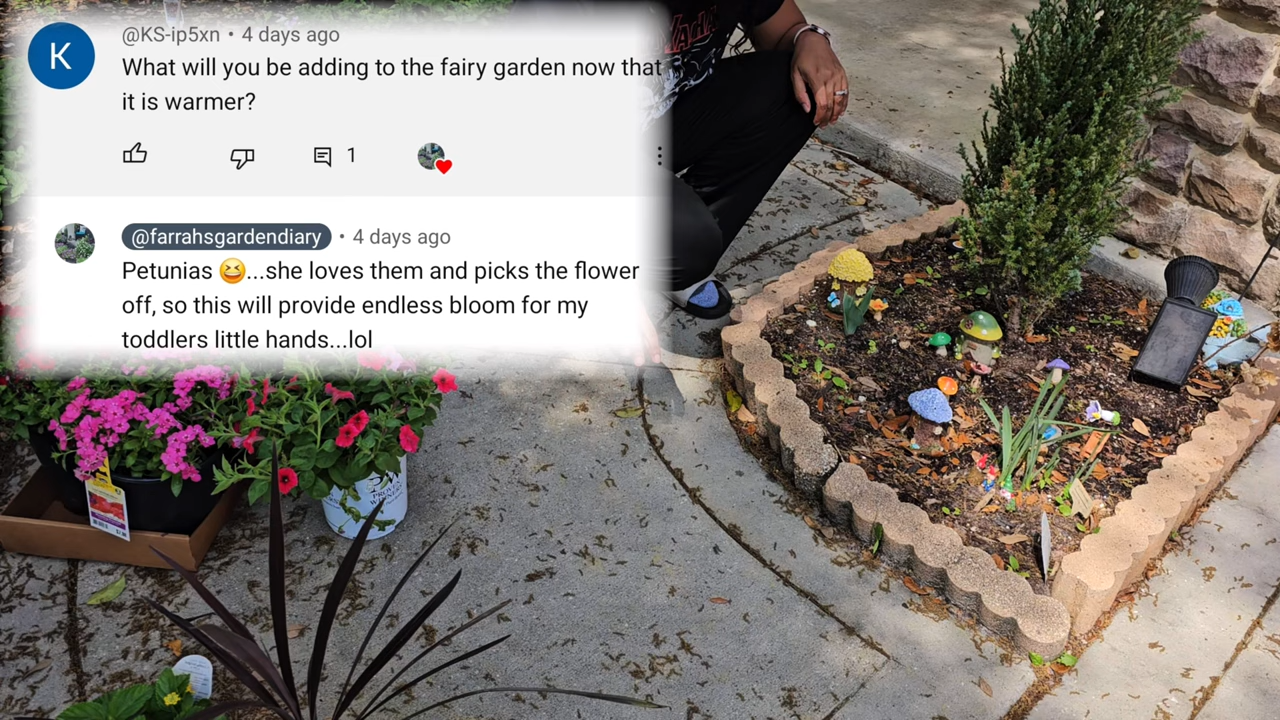 @KS-ip5xn • 4 days ago
K
What will you be adding to the fairy garden now that
it is warmer?
1
@farrahsgardendiary • 4 days ago
Petunias 😆...she loves them and picks the flower
off, so this will provide endless bloom for my
toddlers little hands...lol
PROVEN
WINNERS